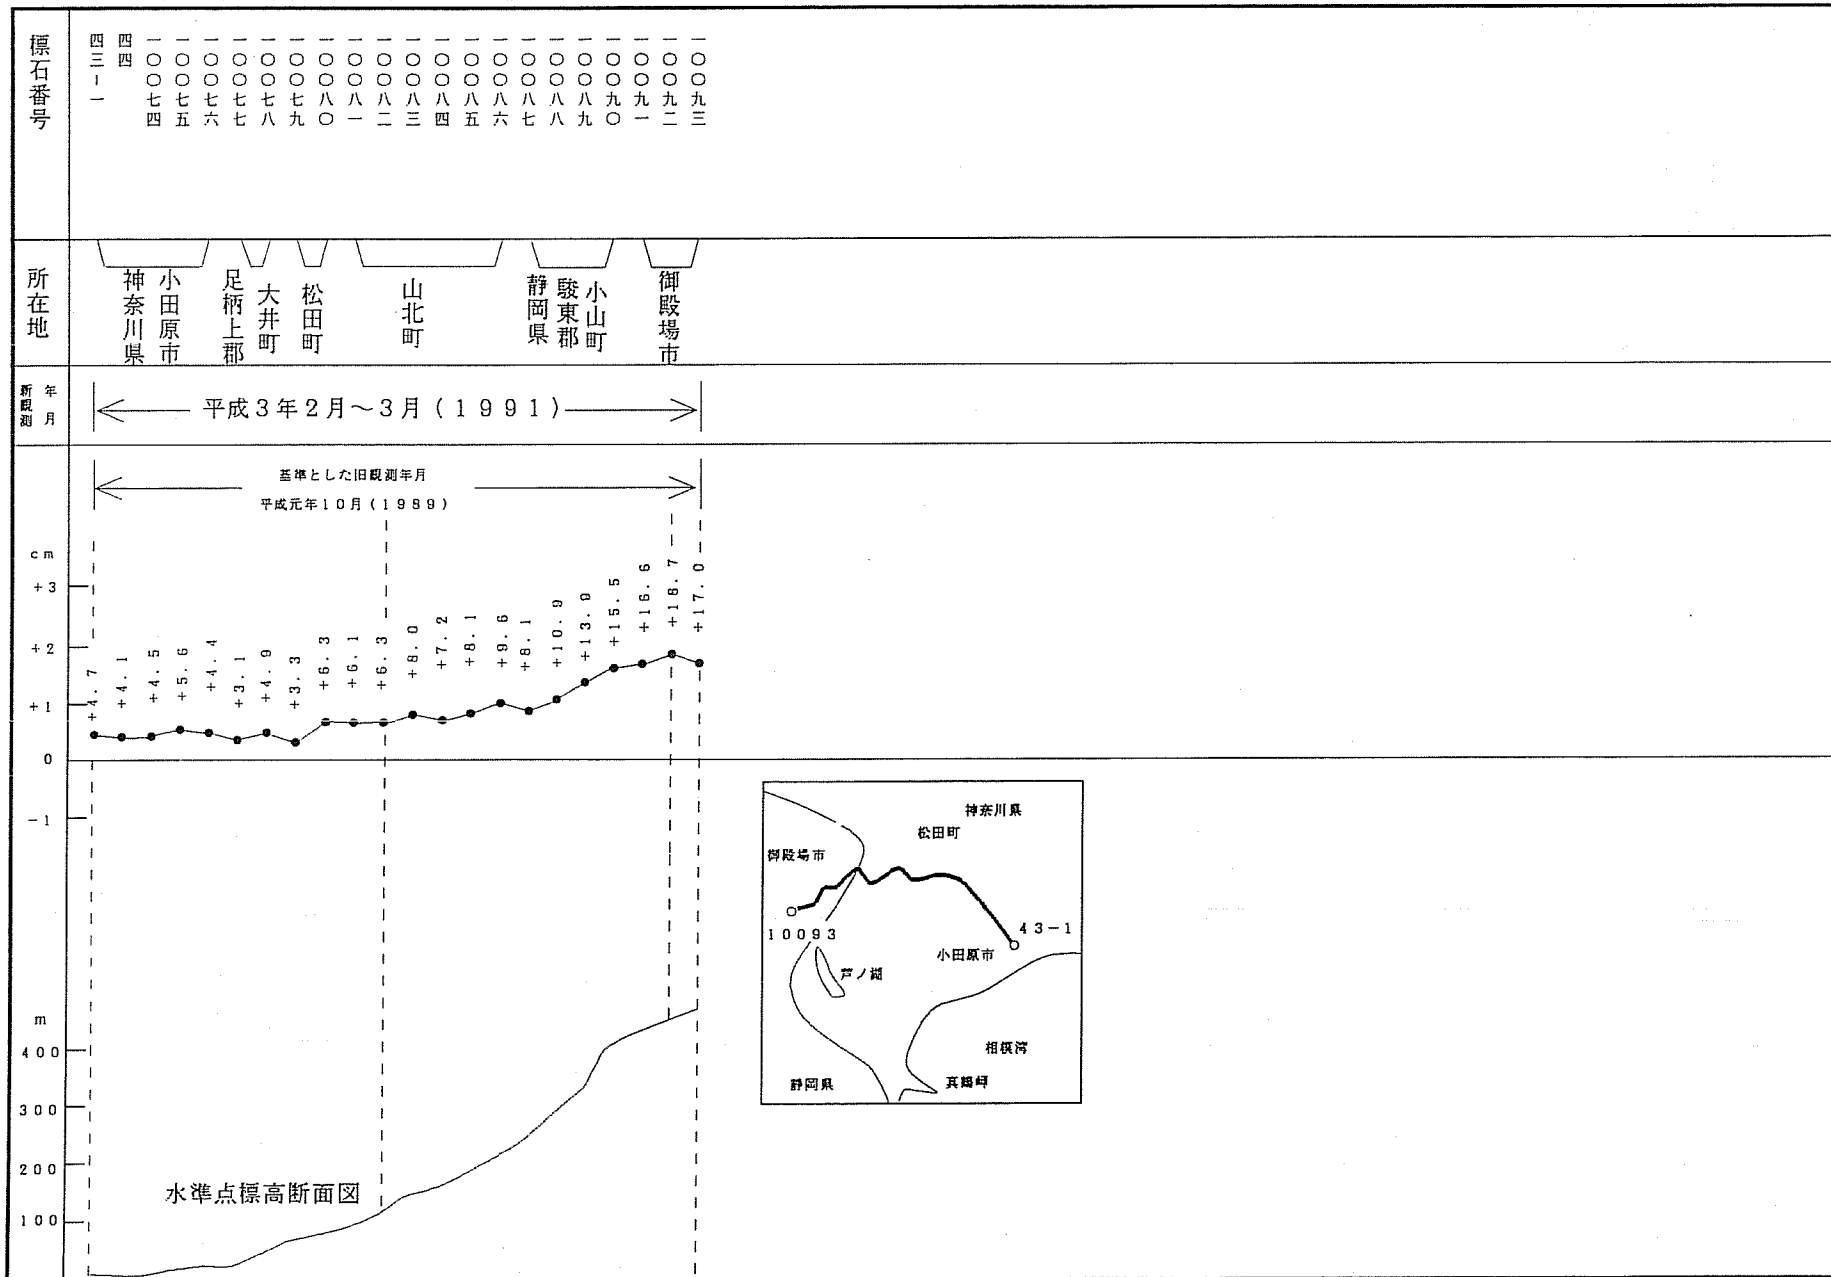 標石番号
四三-一
四四
一〇〇七四
一〇〇七五
一〇〇七六
一〇〇七七
一〇〇七八
一〇〇七九
一〇〇八〇
一〇〇八一
一〇〇八二
一〇〇八三
一〇〇八四
一〇〇八五
一〇〇八六
一〇〇八七
一〇〇八八
一〇〇八九
一〇〇九〇
一〇〇九一
一〇〇九二
一〇〇九三
所在地
神奈川県
小田原市
足柄上郡
大井町
松田町
山北町
静岡県
駿東郡
小山町
御殿場市
新観測
年月
平成3年2月～3月(1991)
基準とした旧観測年月
平成元年10月(1989)
cm
+3
+2
+1
0
-1
+4.7
+4.1
+4.5
+5.6
+4.4
+3.1
+4.9
+3.3
+6.3
+6.1
+6.3
+8.0
+7.2
+8.1
+9.6
+8.1
+10.9
+13.9
+15.5
+16.6
+18.7
+17.0
神奈川県
松田町
御殿場市
10093
43-1
小田原市
芦ノ湖
相模湾
静岡県
真鶴岬
m
400
300
200
100
水準点標高断面図